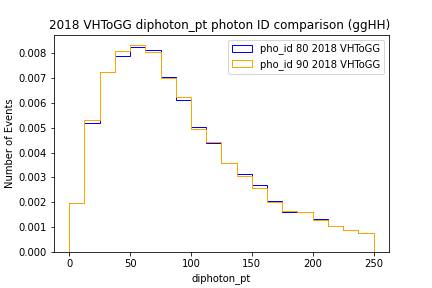 2018 VHToGG diphoton_pt photon ID comparison (ggHH)
pho_id 80 2018 VHToGG
pho_id 90 2018 VHToGG
Number of Events
0.008
0.007
0.006
0.005
0.004
0.003
0.002
0.001
0.000
0 50 100 150 200 250
diphoton_pt